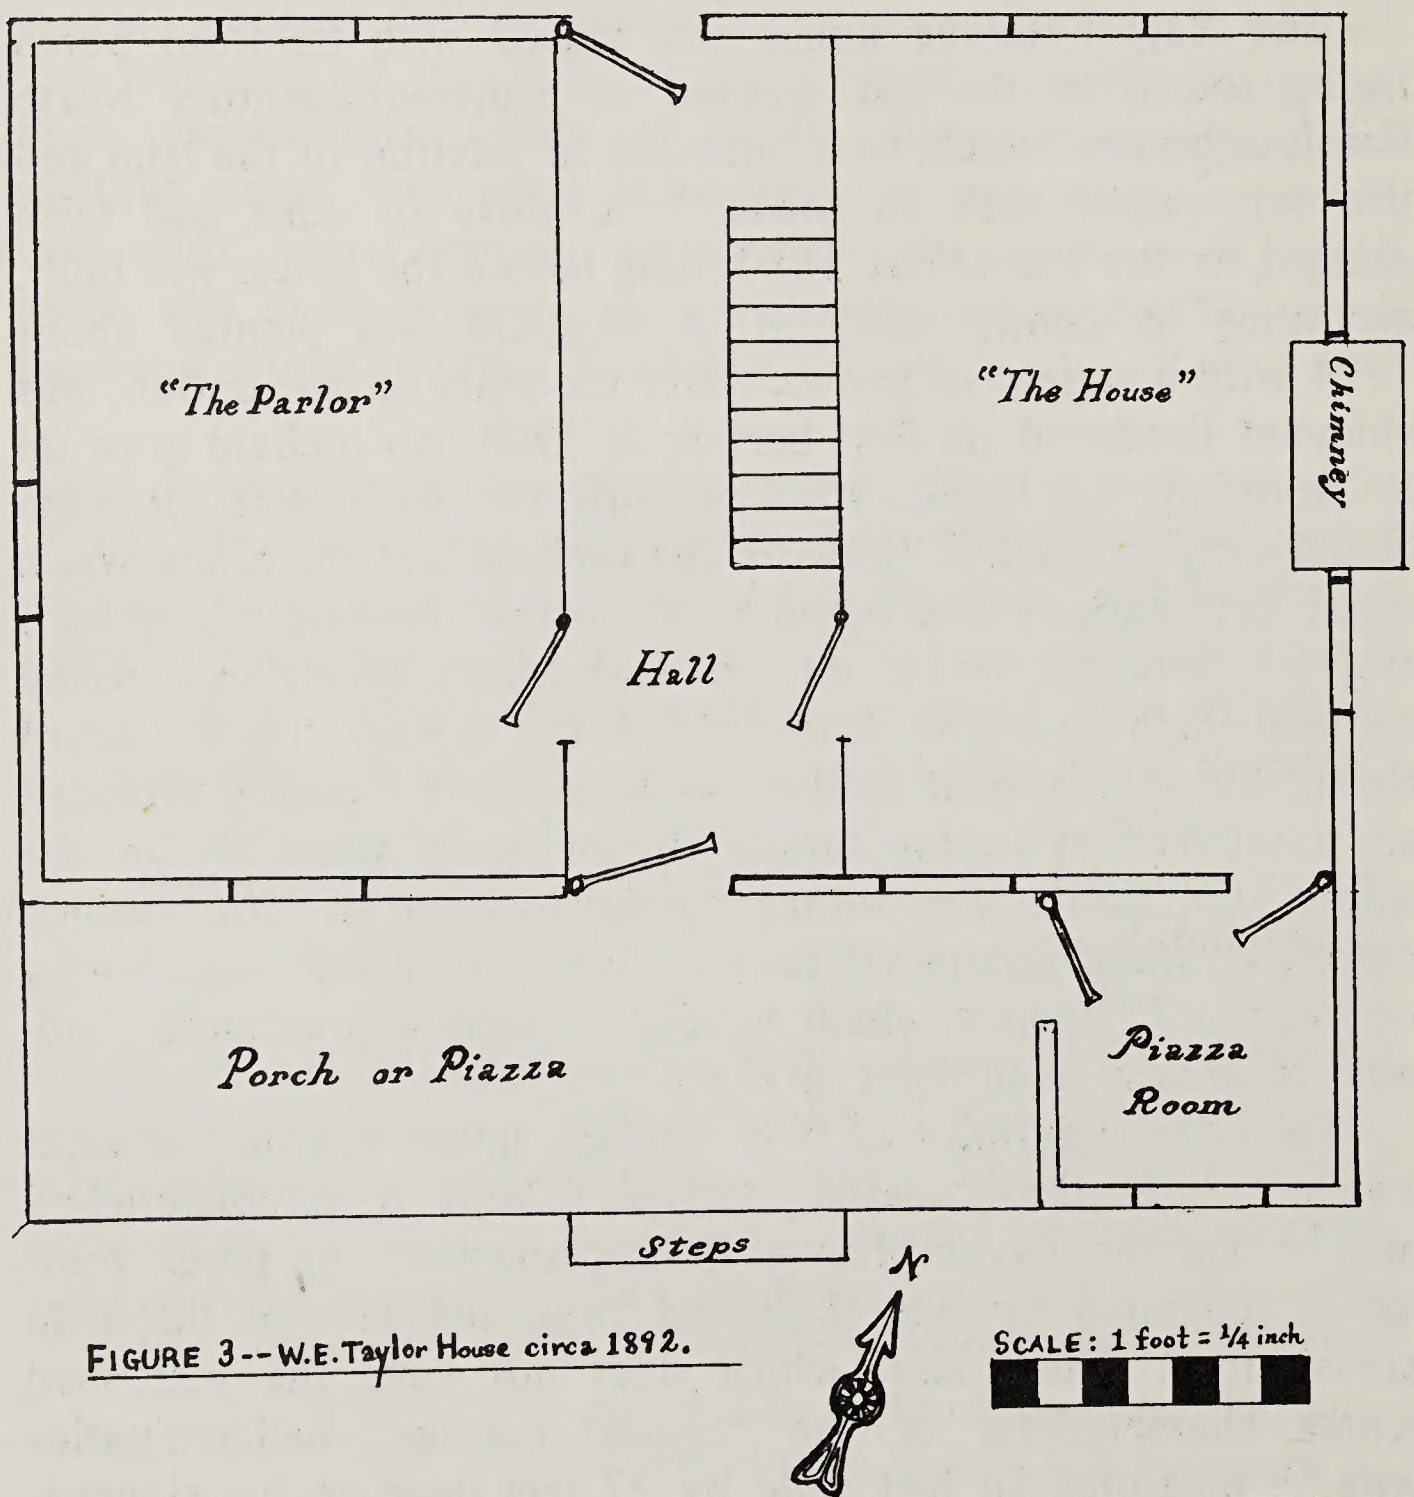 "The Parlor"
"The House"
Chimney
Hall
Porch or Piazza
Piazza
Room
Steps
N
FIGURE 3--W.E.Taylor House circa 1892.
SCALE: 1 foot = 1/4 inch